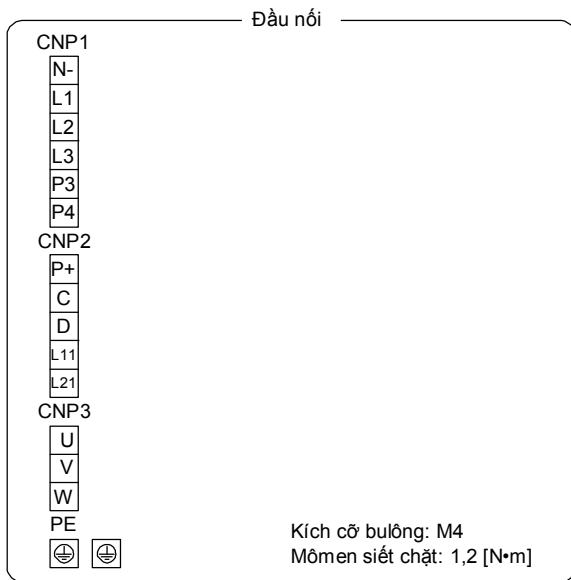 Đầu nối
CNP1
N-
L1
L2
L3
P3
P4
CNP2
P+
C
D
L11
L21
CNP3
U
V
W
PE
Kích cỡ bulông: M4
Mômen siết chặt: 1,2 [N•m]